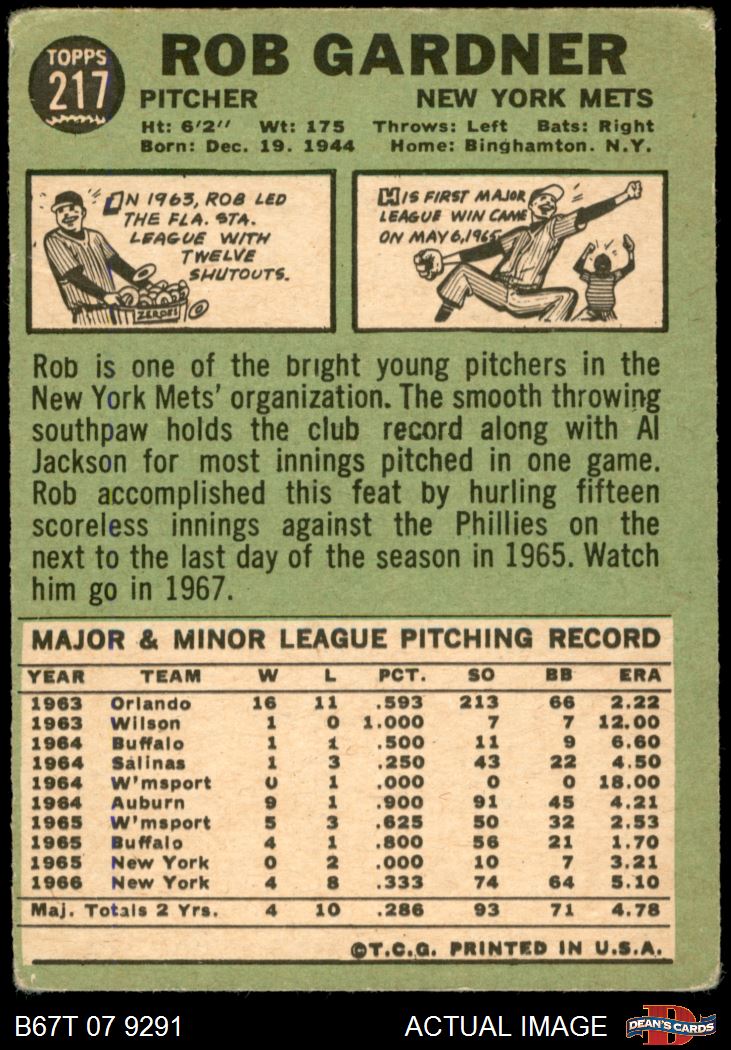 TOPPS
217
ROB GARDNER
PITCHER NEW YORK METS
Ht: 6'2" Wt: 175 Throws: Left Bats: Right
Born: Dec. 19. 1944 Home: Binghamton. N.Y.
IN 1963, ROB LED
THE FLA. STA.
LEAGUE WITH
TWELVE
SHUTOUTS.
ZEROES
HIS FIRST MAJOR
LEAGUE WIN CAME
ON MAY 6, 1965
Rob is one of the bright young pitchers in the
New York Mets' organization. The smooth throwing
southpaw holds the club record along with Al
Jackson for most innings pitched in one game.
Rob accomplished this feat by hurling fifteen
scoreless innings against the Phillies on the
next to the last day of the season in 1965. Watch
him go in 1967.
MAJOR & MINOR LEAGUE PITCHING RECORD
YEAR TEAM W L PCT. SO BB ERA
1963 Orlando 16 11 .593 213 66 2.22
1963 Wilson 1 0 1.000 7 7 12.00
1964 Buffalo 1 1 .500 11 9 6.60
1964 Salinas 1 3 .250 43 22 4.50
1964 W'msport 0 1 .000 0 0 18.00
1964 Auburn 9 1 .900 91 45 4.21
1965 W'msport 5 3 .625 50 32 2.53
1965 Buffalo 4 1 .800 56 21 1.70
1965 New York 0 2 .000 10 7 3.21
1966 New York 4 8 .333 74 64 5.10
Maj. Totals 2 Yrs. 4 10 .286 93 71 4.78
©T.C.G. PRINTED IN U.S.A.
B67T 07 9291 ACTUAL IMAGE DEAN'S CARDS